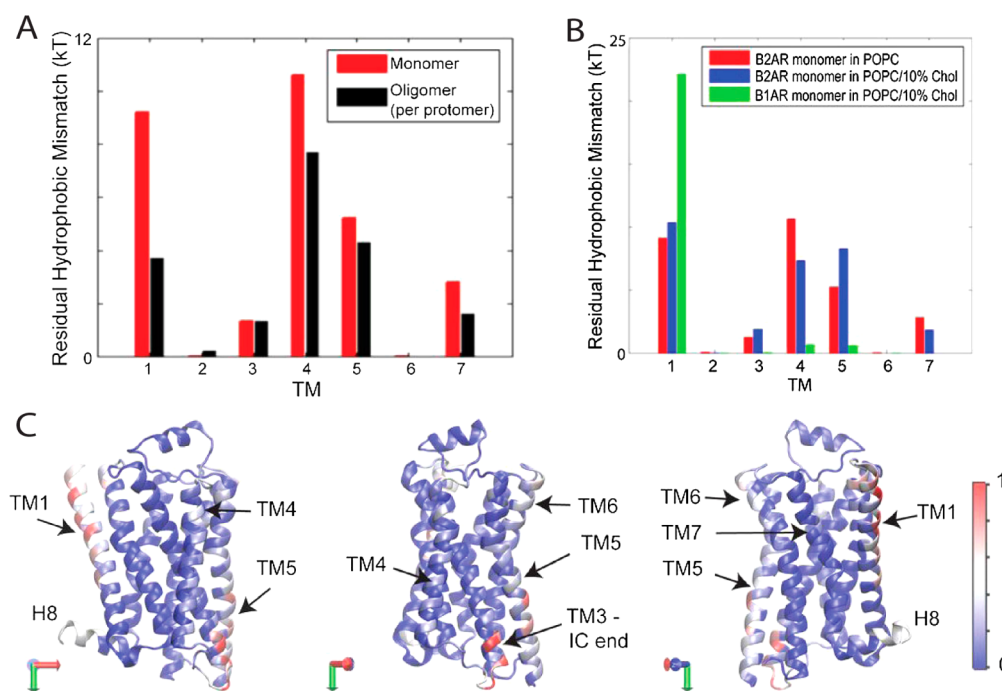 A
Residual Hydrophobic Mismatch (kT)
12
0
Monomer
Oligomer
(per protomer)
1 2 3 4 5 6 7
TM
B
Residual Hydrophobic Mismatch (kT)
25
0
B2AR monomer in POPC
B2AR monomer in POPC/10% Chol
B1AR monomer in POPC/10% Chol
1 2 3 4 5 6 7
TM
C
TM1
TM4
TM5
H8
TM6
TM5
TM4
TM3 -
IC end
TM6
TM7
TM5
TM1
H8
1
0